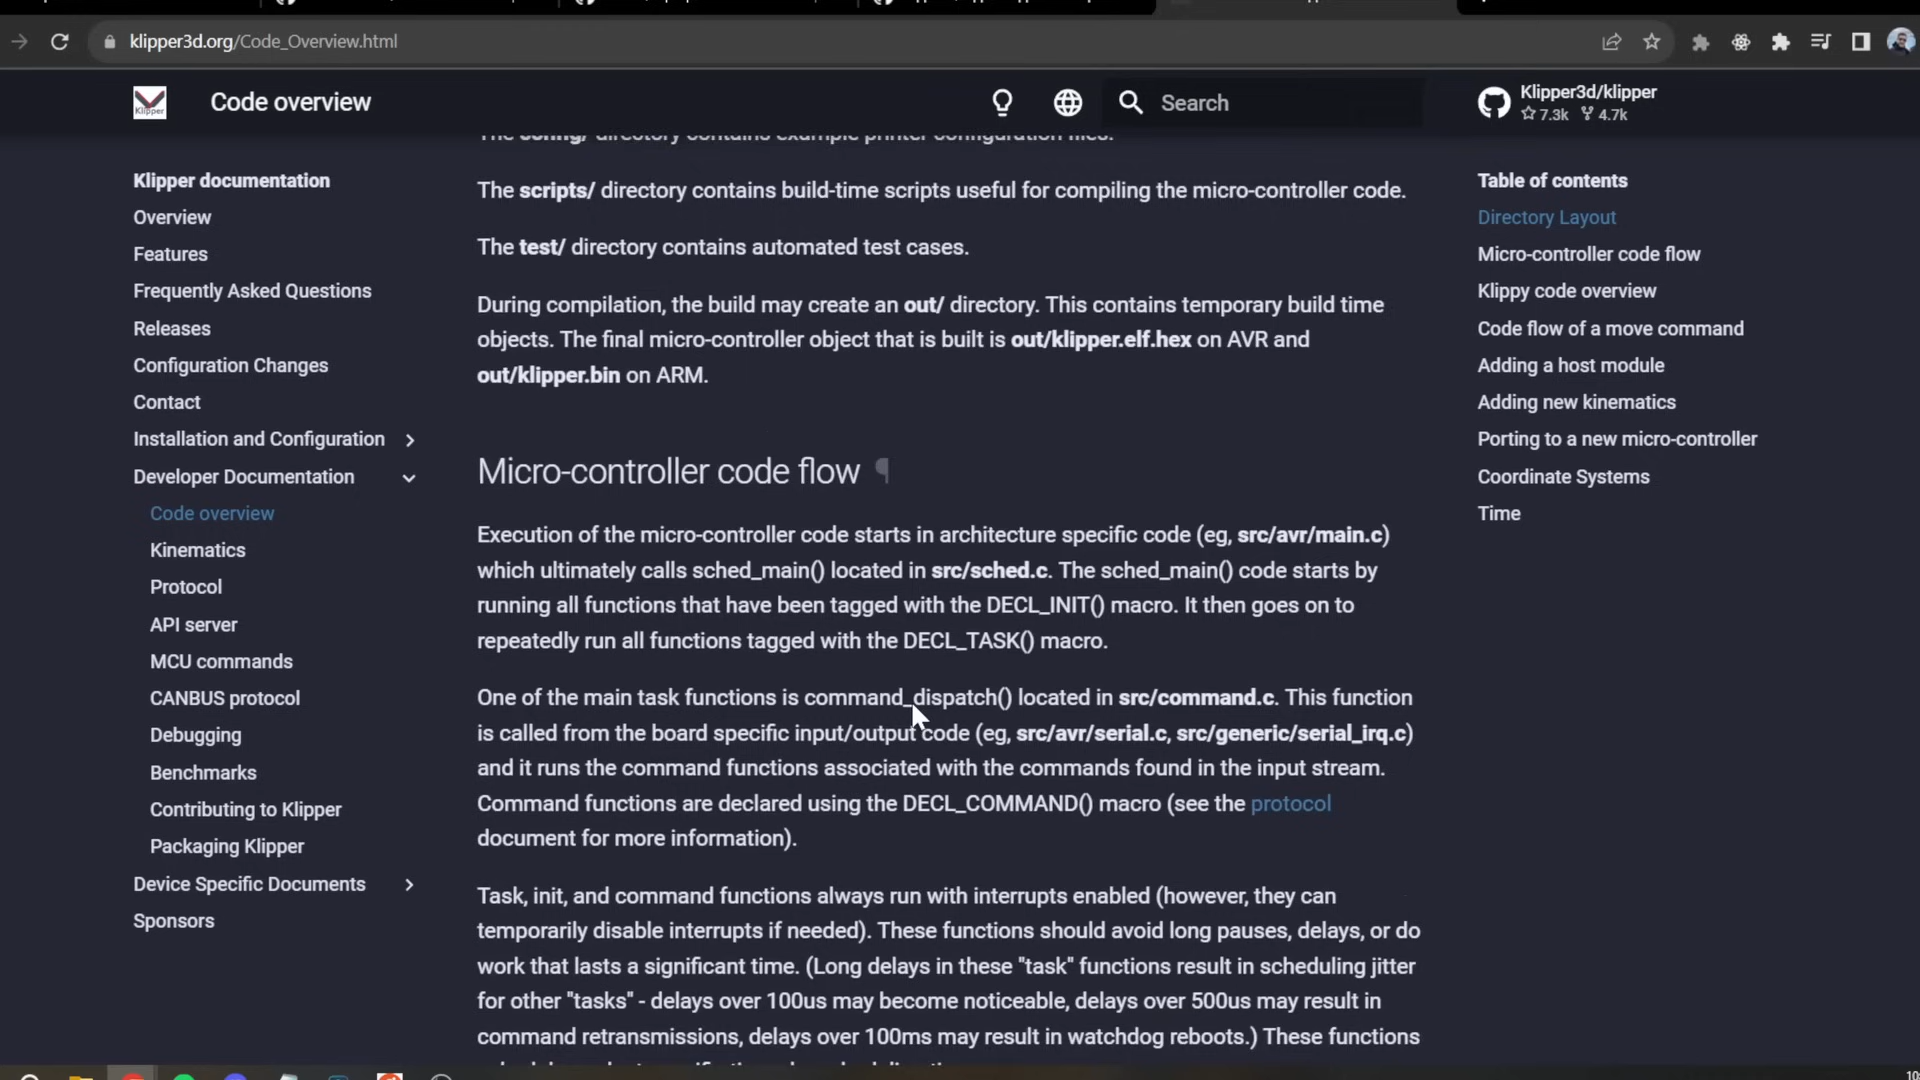 klipper3d.org/Code_Overview.html
Klipper
Code overview
Search
Klipper3d/klipper
7.3k 4.7k
Klipper documentation
Overview
Features
Frequently Asked Questions
Releases
Configuration Changes
Contact
Installation and Configuration
Developer Documentation
Code overview
Kinematics
Protocol
API server
MCU commands
CANBUS protocol
Debugging
Benchmarks
Contributing to Klipper
Packaging Klipper
Device Specific Documents
Sponsors
The config/ directory contains example printer configuration files.
The scripts/ directory contains build-time scripts useful for compiling the micro-controller code.
The test/ directory contains automated test cases.
During compilation, the build may create an out/ directory. This contains temporary build time
objects. The final micro-controller object that is built is out/klipper.elf.hex on AVR and
out/klipper.bin on ARM.
Micro-controller code flow ¶
Execution of the micro-controller code starts in architecture specific code (eg, src/avr/main.c)
which ultimately calls sched_main() located in src/sched.c. The sched_main() code starts by
running all functions that have been tagged with the DECL_INIT() macro. It then goes on to
repeatedly run all functions tagged with the DECL_TASK() macro.
One of the main task functions is command_dispatch() located in src/command.c. This function
is called from the board specific input/output code (eg, src/avr/serial.c, src/generic/serial_irq.c)
and it runs the command functions associated with the commands found in the input stream.
Command functions are declared using the DECL_COMMAND() macro (see the protocol
document for more information).
Task, init, and command functions always run with interrupts enabled (however, they can
temporarily disable interrupts if needed). These functions should avoid long pauses, delays, or do
work that lasts a significant time. (Long delays in these "task" functions result in scheduling jitter
for other "tasks" - delays over 100us may become noticeable, delays over 500us may result in
command retransmissions, delays over 100ms may result in watchdog reboots.) These functions
Table of contents
Directory Layout
Micro-controller code flow
Klippy code overview
Code flow of a move command
Adding a host module
Adding new kinematics
Porting to a new micro-controller
Coordinate Systems
Time